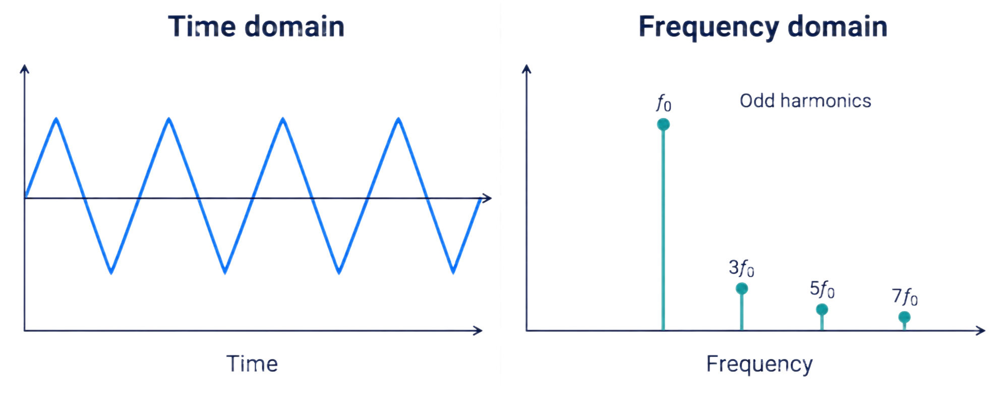 Time domain
Time
Frequency domain
f₀
Odd harmonics
3f₀
5f₀
7f₀
Frequency